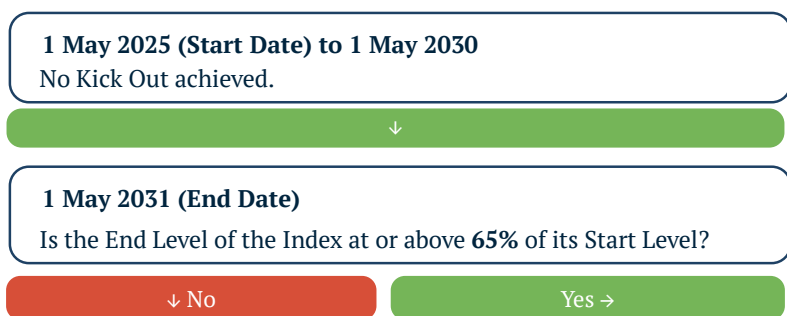 1 May 2025 (Start Date) to 1 May 2030
No Kick Out achieved.
↓
1 May 2031 (End Date)
Is the End Level of the Index at or above 65% of its Start Level?
↓ No
Yes →